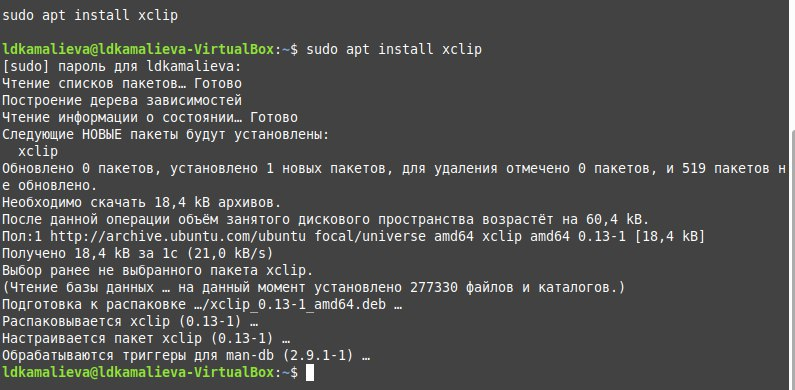 sudo apt install xclip
ldkamalieva@ldkamalieva-VirtualBox:~$ sudo apt install xclip
[sudo] пароль для ldkamalieva:
Чтение списков пакетов… Готово
Построение дерева зависимостей
Чтение информации о состоянии… Готово
Следующие НОВЫЕ пакеты будут установлены:
  xclip
Обновлено 0 пакетов, установлено 1 новых пакетов, для удаления отмечено 0 пакетов, и 519 пакетов н
е обновлено.
Необходимо скачать 18,4 kB архивов.
После данной операции объём занятого дискового пространства возрастёт на 60,4 kB.
Пол:1 http://archive.ubuntu.com/ubuntu focal/universe amd64 xclip amd64 0.13-1 [18,4 kB]
Получено 18,4 kB за 1с (21,0 kB/s)
Выбор ранее не выбранного пакета xclip.
(Чтение базы данных … на данный момент установлено 277330 файлов и каталогов.)
Подготовка к распаковке …/xclip_0.13-1_amd64.deb …
Распаковывается xclip (0.13-1) …
Настраивается пакет xclip (0.13-1) …
Обрабатываются триггеры для man-db (2.9.1-1) …
ldkamalieva@ldkamalieva-VirtualBox:~$